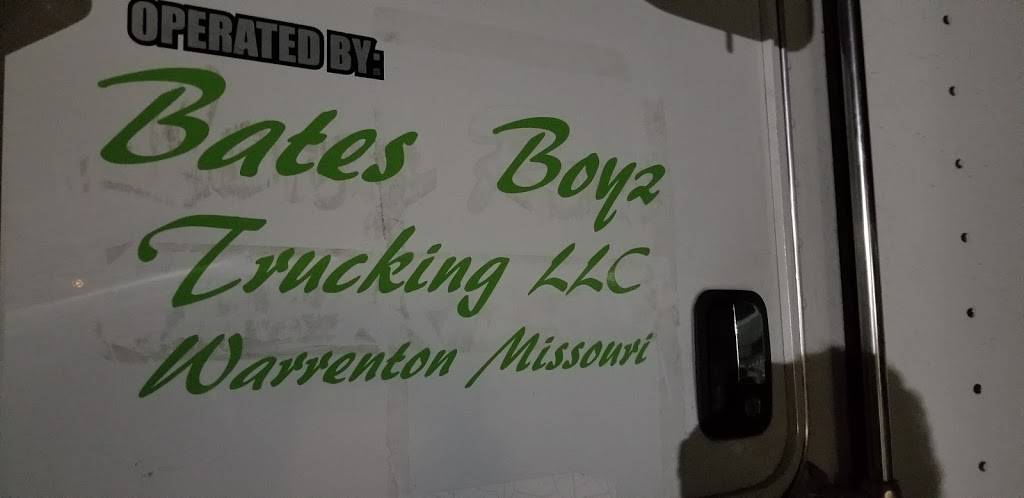 OPERATED BY:
Bates Boyz
Trucking LLC
Warrenton Missouri